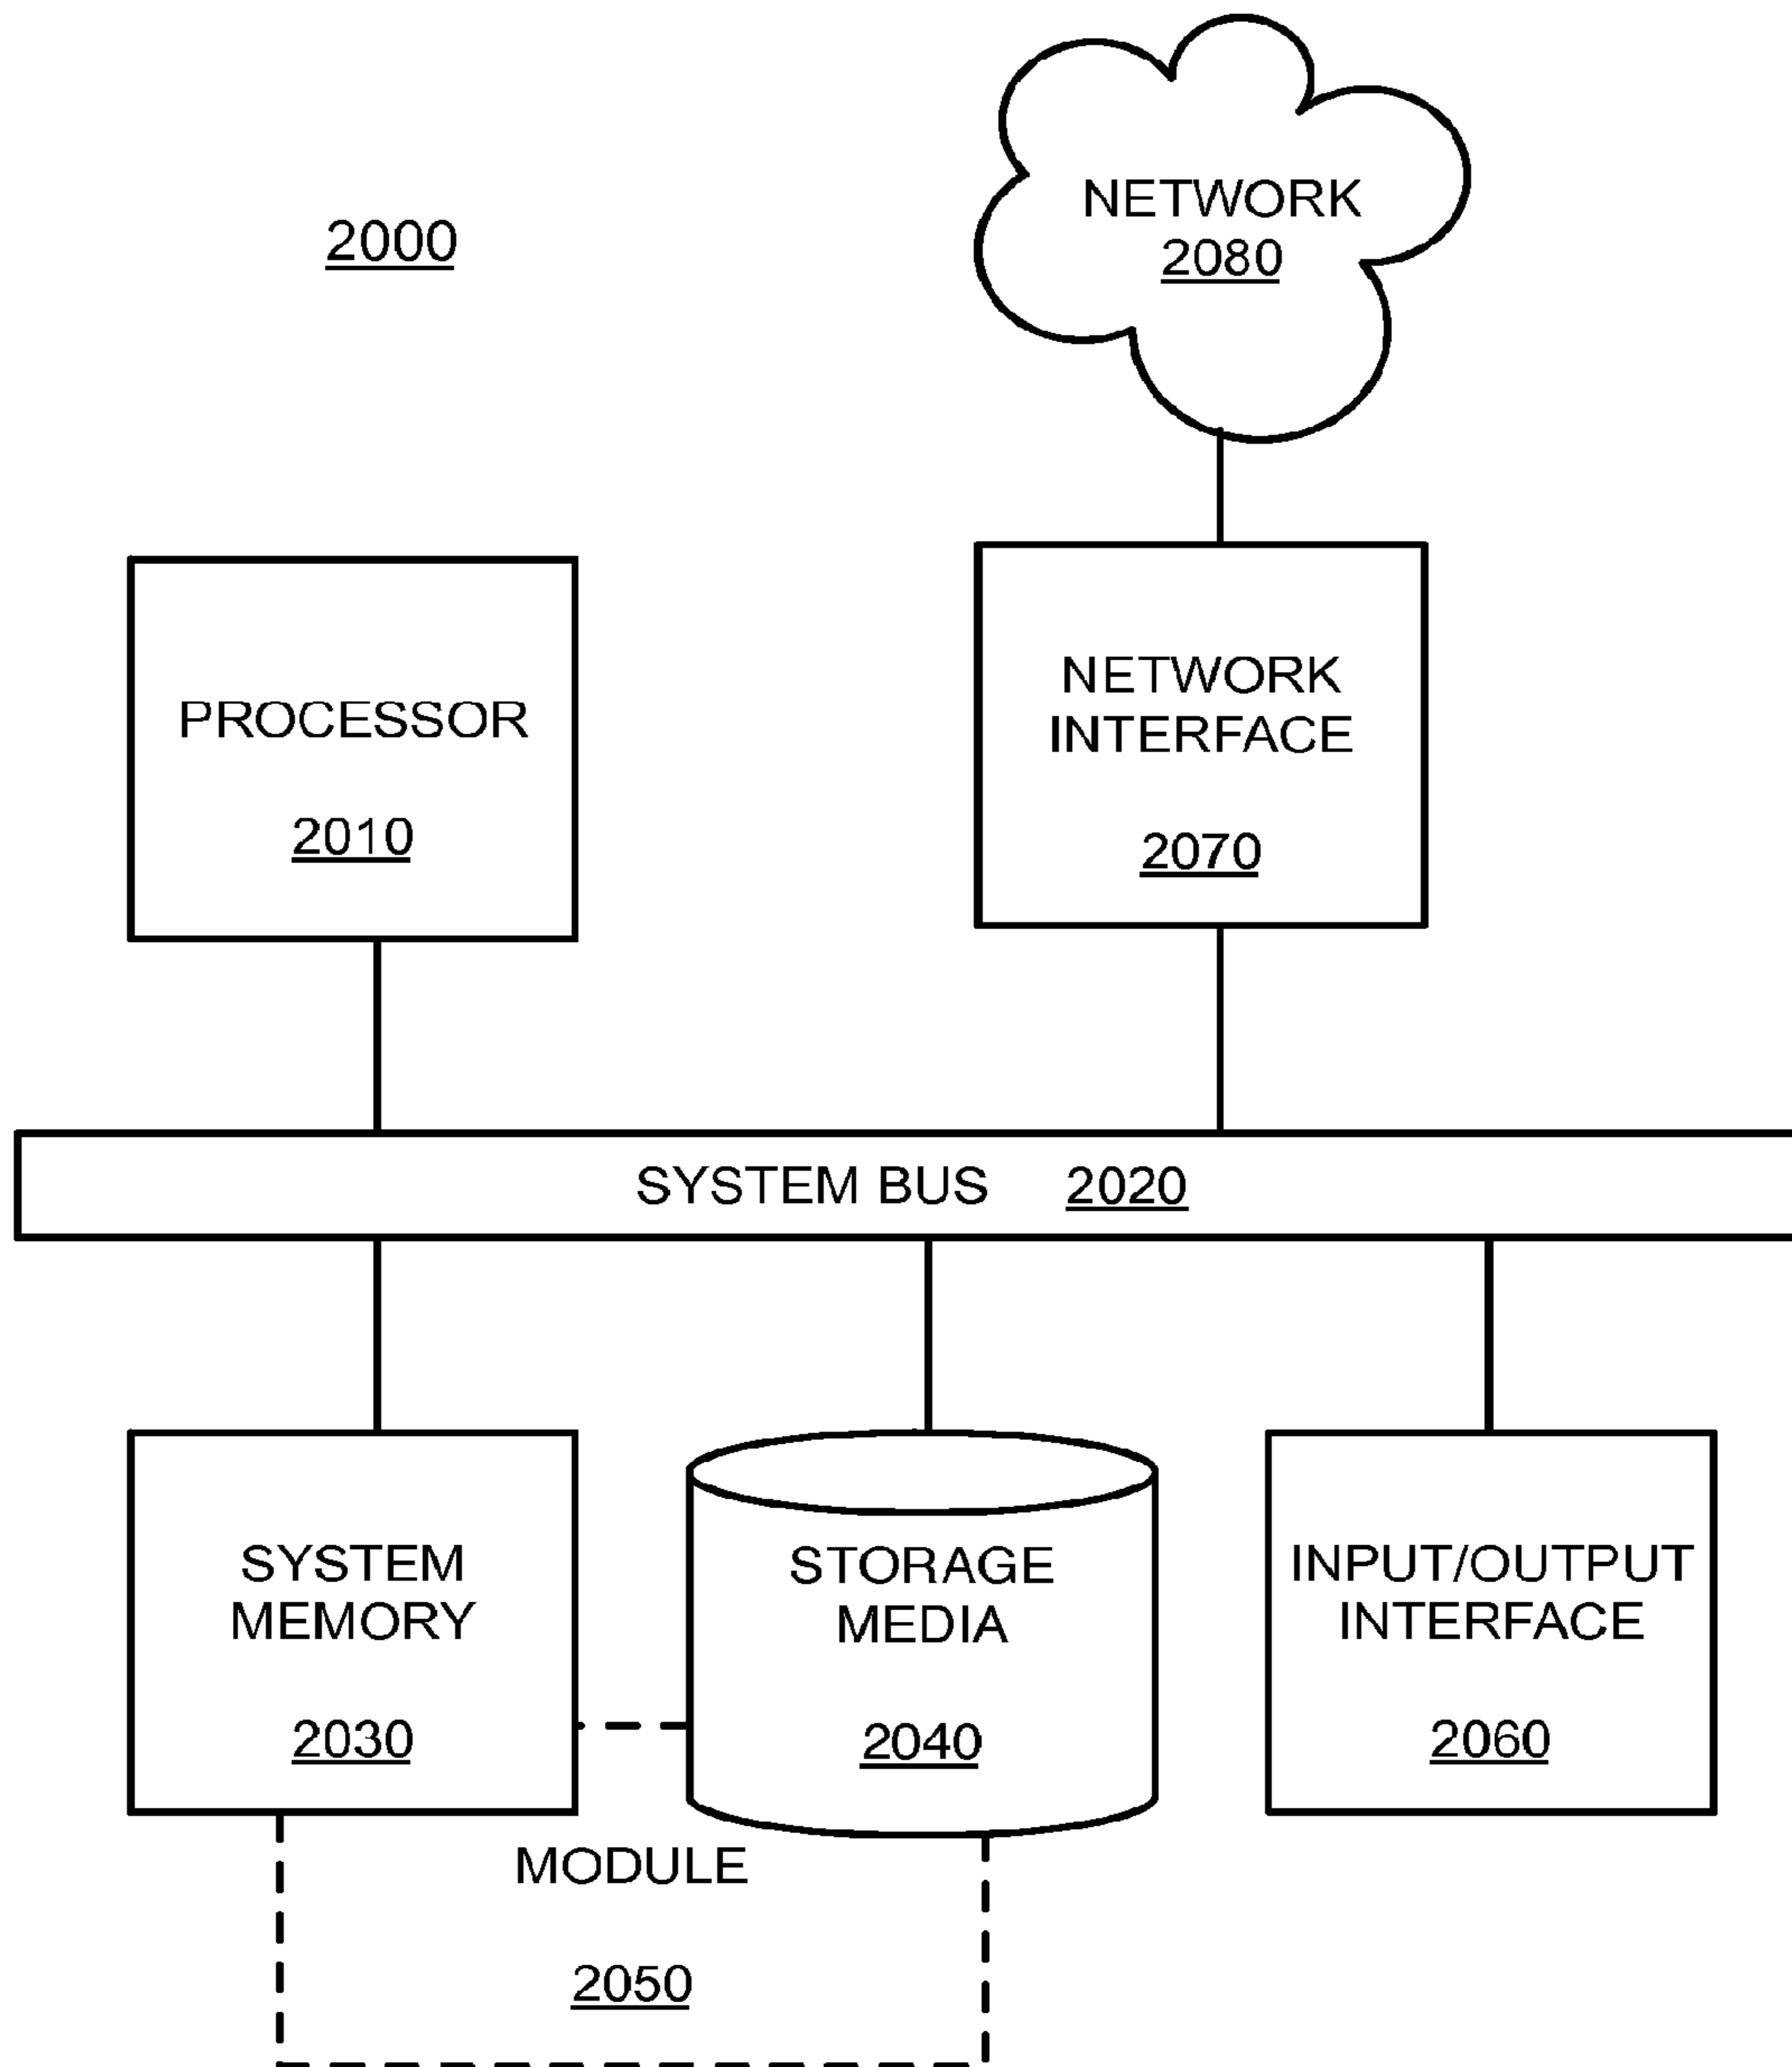 2000
NETWORK
2080
PROCESSOR
2010
NETWORK
INTERFACE
2070
SYSTEM BUS 2020
SYSTEM
MEMORY
2030
STORAGE
MEDIA
2040
INPUT/OUTPUT
INTERFACE
2060
MODULE
2050